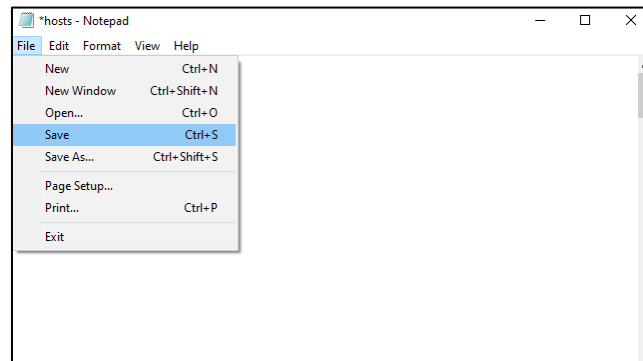 *hosts - Notepad
File Edit Format View Help
New Ctrl+N
New Window Ctrl+Shift+N
Open... Ctrl+O
Save Ctrl+S
Save As... Ctrl+Shift+S
Page Setup...
Print... Ctrl+P
Exit